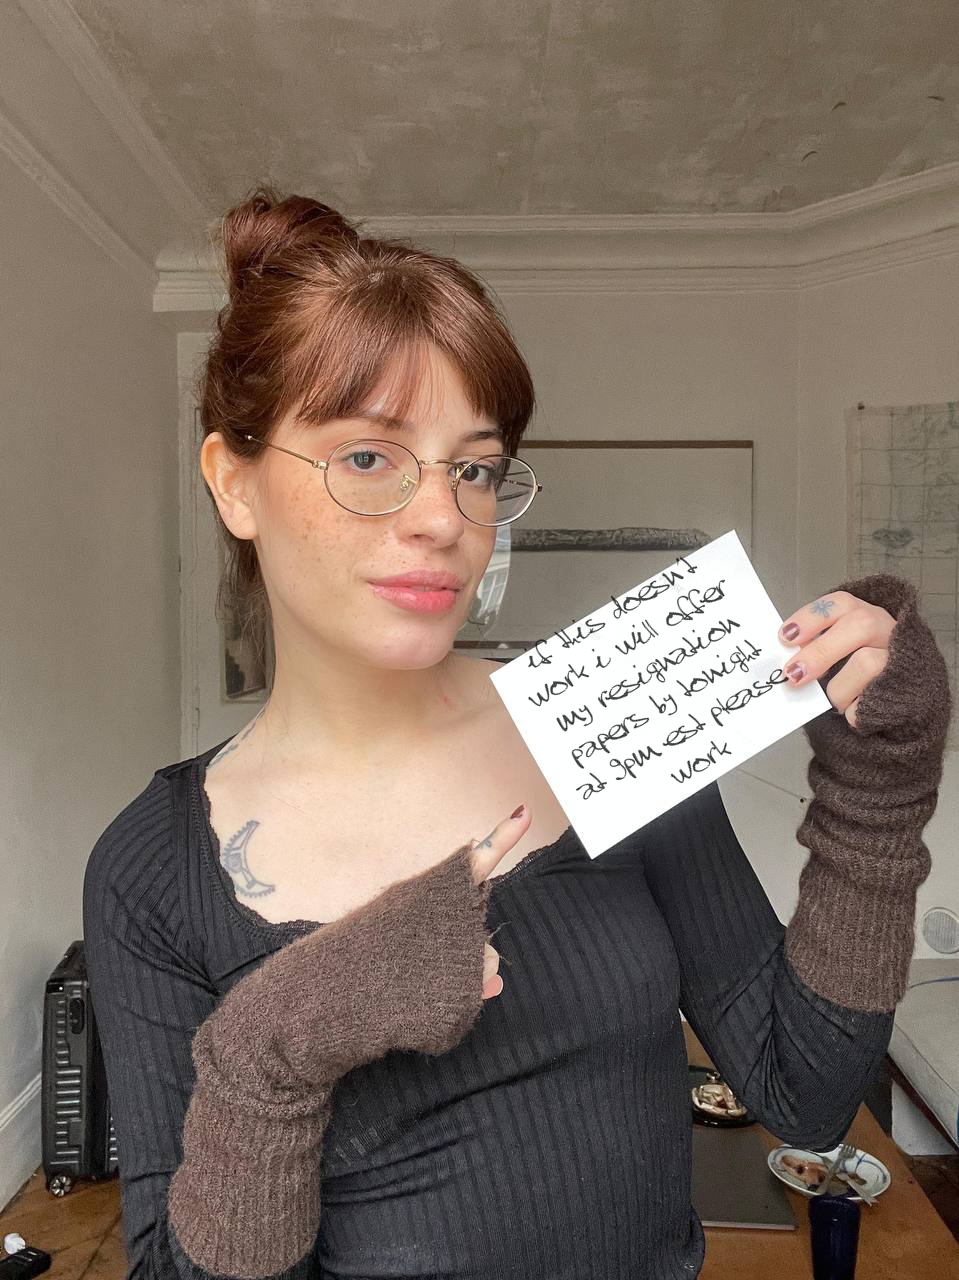 if this doesn't
work i will offer
my resignation
papers by tonight
at 9pm est please
work